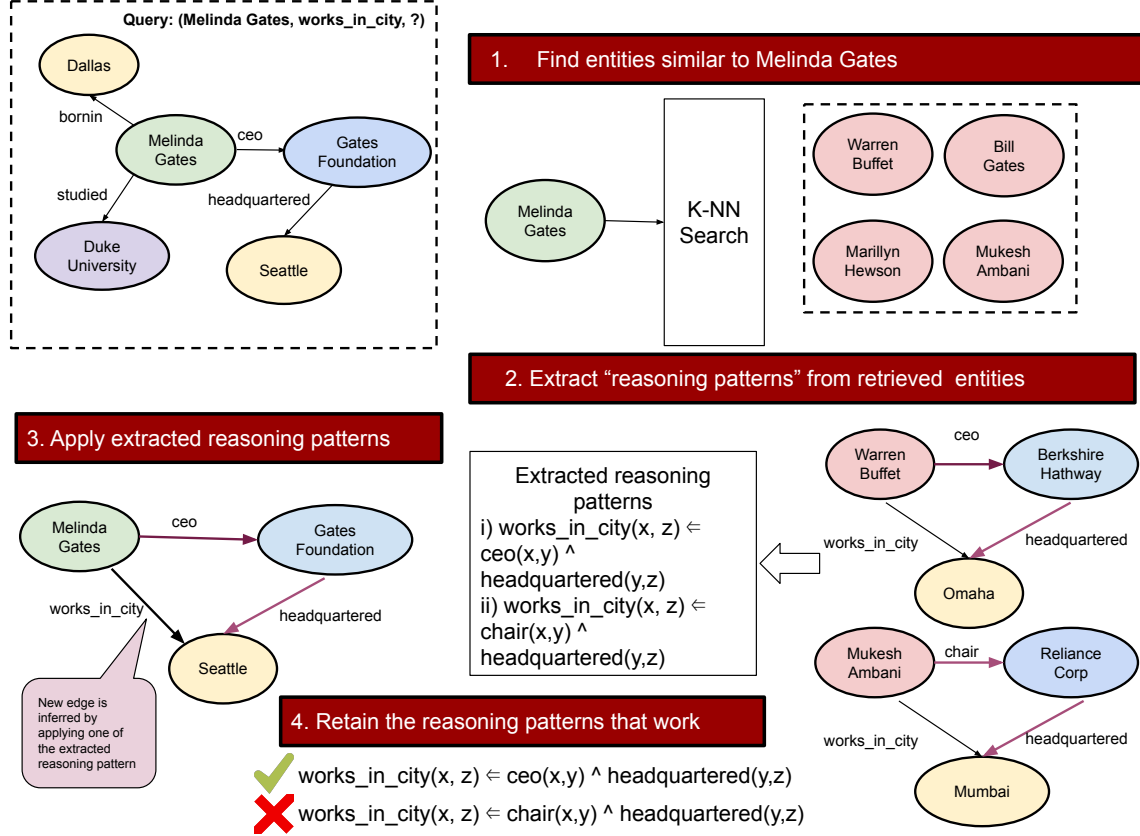 Query: (Melinda Gates, works_in_city, ?)
Dallas
bornin
Melinda
Gates
ceo
Gates
Foundation
studied
headquartered
Duke
University
Seattle
1. Find entities similar to Melinda Gates
Melinda
Gates
K-NN
Search
Warren
Buffet
Bill
Gates
Marillyn
Hewson
Mukesh
Ambani
2. Extract “reasoning patterns” from retrieved entities
Warren
Buffet
ceo
Berkshire
Hathway
works_in_city
headquartered
Omaha
Mukesh
Ambani
chair
Reliance
Corp
works_in_city
headquartered
Mumbai
Extracted reasoning
patterns
i) works_in_city(x, z) ⇐
ceo(x,y) ^
headquartered(y,z)
ii) works_in_city(x, z) ⇐
chair(x,y) ^
headquartered(y,z)
3. Apply extracted reasoning patterns
Melinda
Gates
ceo
Gates
Foundation
works_in_city
headquartered
Seattle
New edge is
inferred by
applying one of
the extracted
reasoning pattern
4. Retain the reasoning patterns that work
works_in_city(x, z) ⇐ ceo(x,y) ^ headquartered(y,z)
works_in_city(x, z) ⇐ chair(x,y) ^ headquartered(y,z)